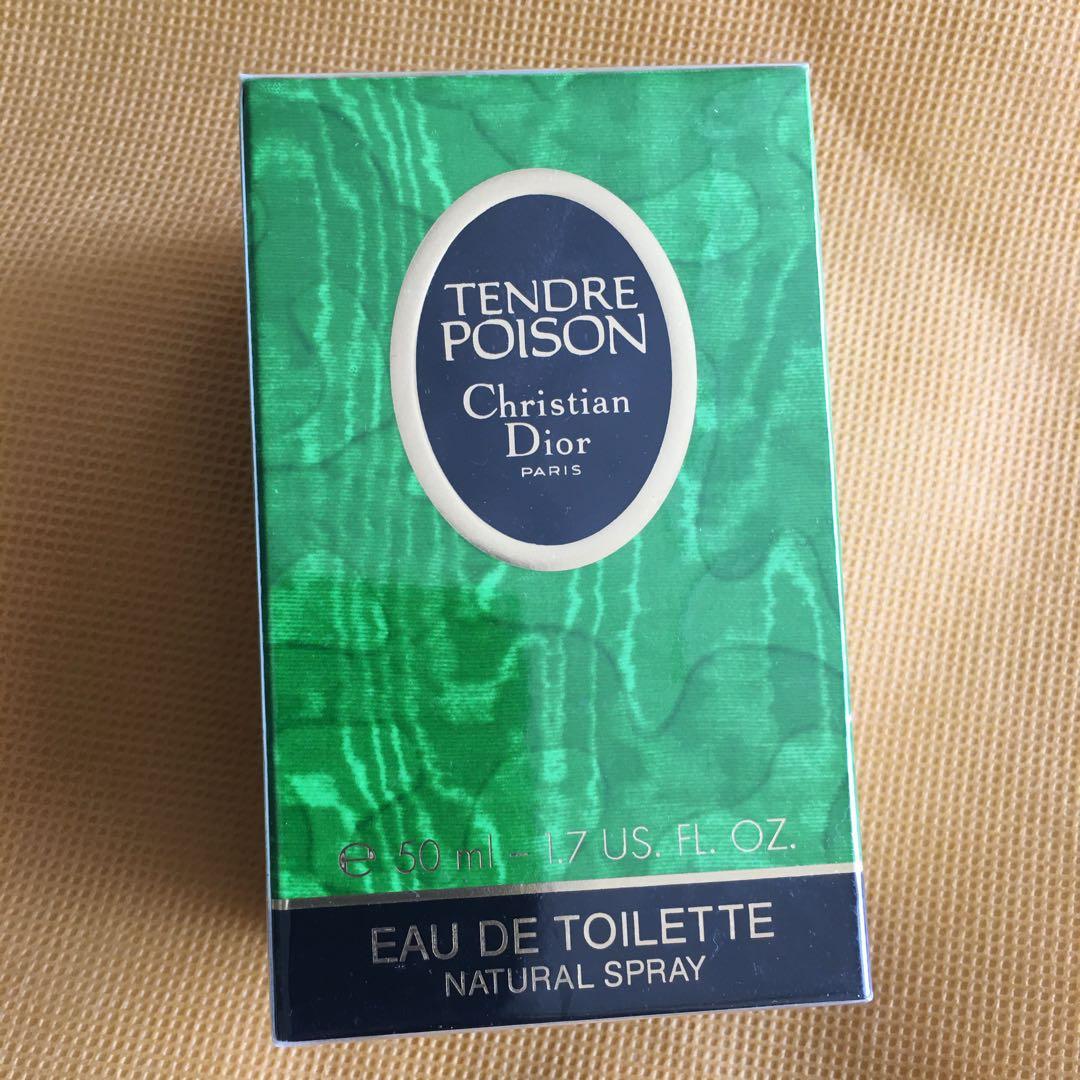 TENDRE
POISON
Christian
Dior
PARIS
℮ 50 ml – 1.7 US. FL. OZ.
EAU DE TOILETTE
NATURAL SPRAY